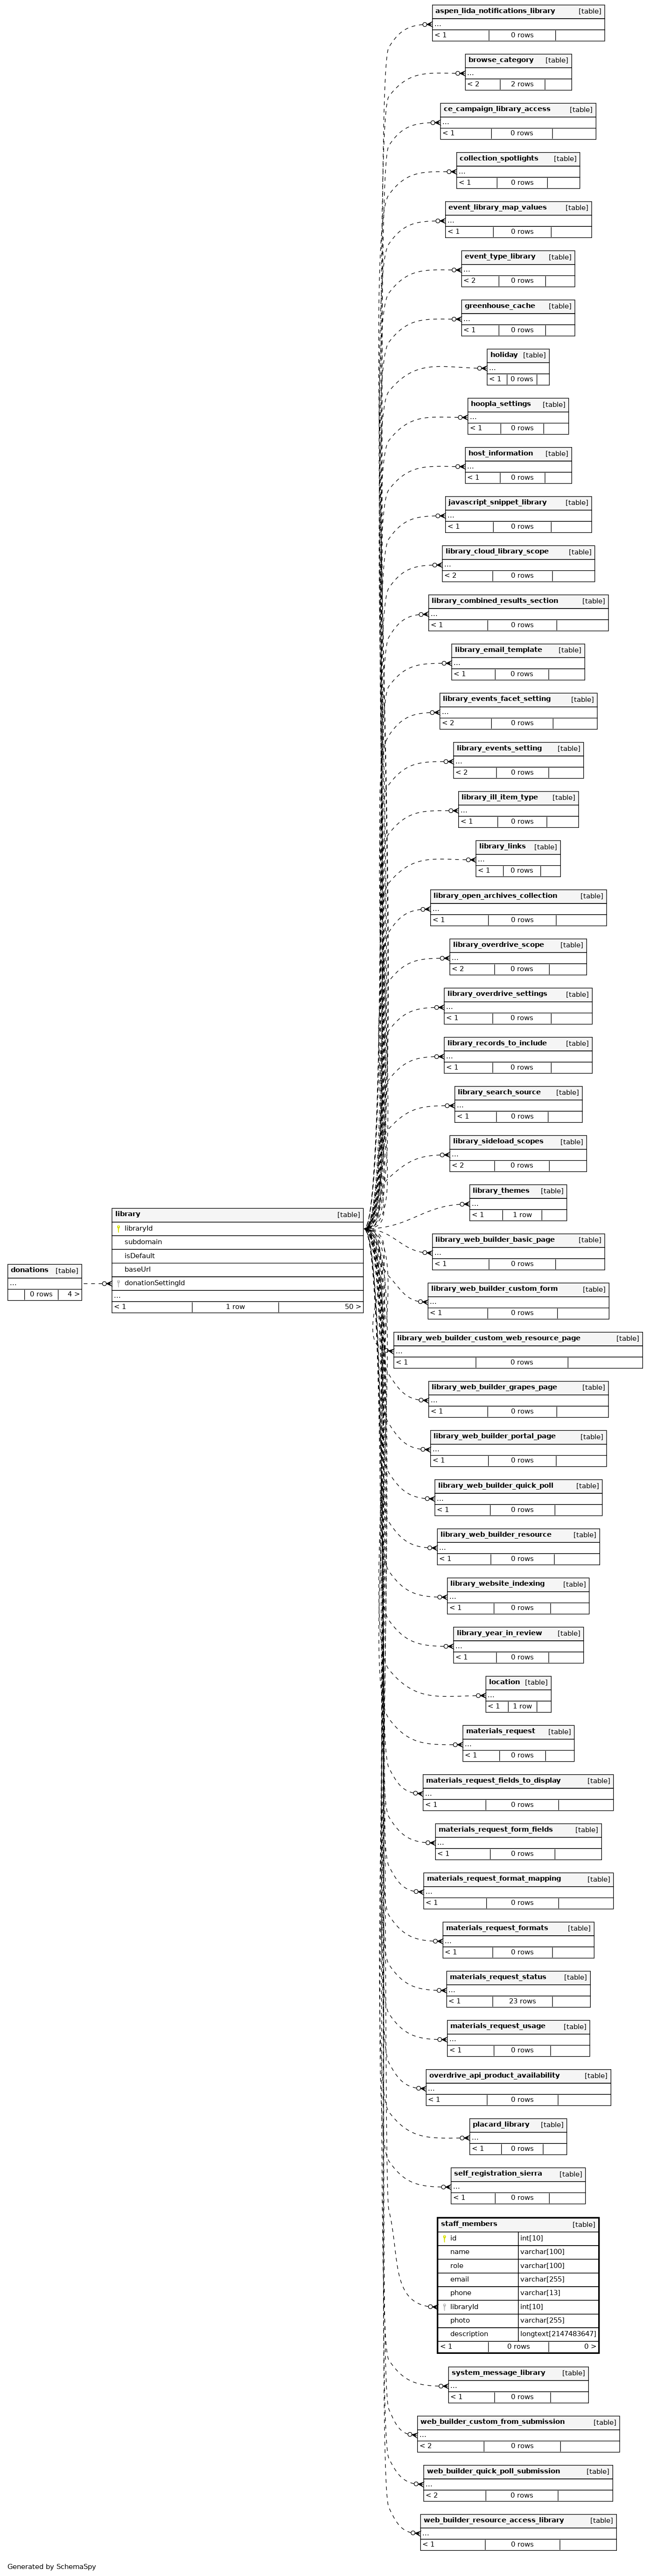 aspen_lida_notifications_library [table]
...
< 1 0 rows
browse_category [table]
...
< 2 2 rows
ce_campaign_library_access [table]
...
< 1 0 rows
collection_spotlights [table]
...
< 1 0 rows
event_library_map_values [table]
...
< 1 0 rows
event_type_library [table]
...
< 2 0 rows
greenhouse_cache [table]
...
< 1 0 rows
holiday [table]
...
< 1 0 rows
hoopla_settings [table]
...
< 1 0 rows
host_information [table]
...
< 1 0 rows
javascript_snippet_library [table]
...
< 1 0 rows
library_cloud_library_scope [table]
...
< 2 0 rows
library_combined_results_section [table]
...
< 1 0 rows
library_email_template [table]
...
< 1 0 rows
library_events_facet_setting [table]
...
< 2 0 rows
library_events_setting [table]
...
< 2 0 rows
library_ill_item_type [table]
...
< 1 0 rows
library_links [table]
...
< 1 0 rows
library_open_archives_collection [table]
...
< 1 0 rows
library_overdrive_scope [table]
...
< 2 0 rows
library_overdrive_settings [table]
...
< 1 0 rows
library_records_to_include [table]
...
< 1 0 rows
library_search_source [table]
...
< 1 0 rows
library_sideload_scopes [table]
...
< 2 0 rows
library_themes [table]
...
< 1 1 row
donations [table]
...
0 rows 4 >
library [table]
libraryId
subdomain
isDefault
baseUrl
donationSettingId
...
< 1 1 row 50 >
library_web_builder_basic_page [table]
...
< 1 0 rows
library_web_builder_custom_form [table]
...
< 1 0 rows
library_web_builder_custom_web_resource_page [table]
...
< 1 0 rows
library_web_builder_grapes_page [table]
...
< 1 0 rows
library_web_builder_portal_page [table]
...
< 1 0 rows
library_web_builder_quick_poll [table]
...
< 1 0 rows
library_web_builder_resource [table]
...
< 1 0 rows
library_website_indexing [table]
...
< 1 0 rows
library_year_in_review [table]
...
< 1 0 rows
location [table]
...
< 1 1 row
materials_request [table]
...
< 1 0 rows
materials_request_fields_to_display [table]
...
< 1 0 rows
materials_request_form_fields [table]
...
< 1 0 rows
materials_request_format_mapping [table]
...
< 1 0 rows
materials_request_formats [table]
...
< 1 0 rows
materials_request_status [table]
...
< 1 23 rows
materials_request_usage [table]
...
< 1 0 rows
overdrive_api_product_availability [table]
...
< 1 0 rows
placard_library [table]
...
< 1 0 rows
self_registration_sierra [table]
...
< 1 0 rows
staff_members [table]
id int[10]
name varchar[100]
role varchar[100]
email varchar[255]
phone varchar[13]
libraryId int[10]
photo varchar[255]
description longtext[2147483647]
< 1 0 rows 0 >
system_message_library [table]
...
< 1 0 rows
web_builder_custom_from_submission [table]
...
< 2 0 rows
web_builder_quick_poll_submission [table]
...
< 2 0 rows
web_builder_resource_access_library [table]
...
< 1 0 rows
Generated by SchemaSpy